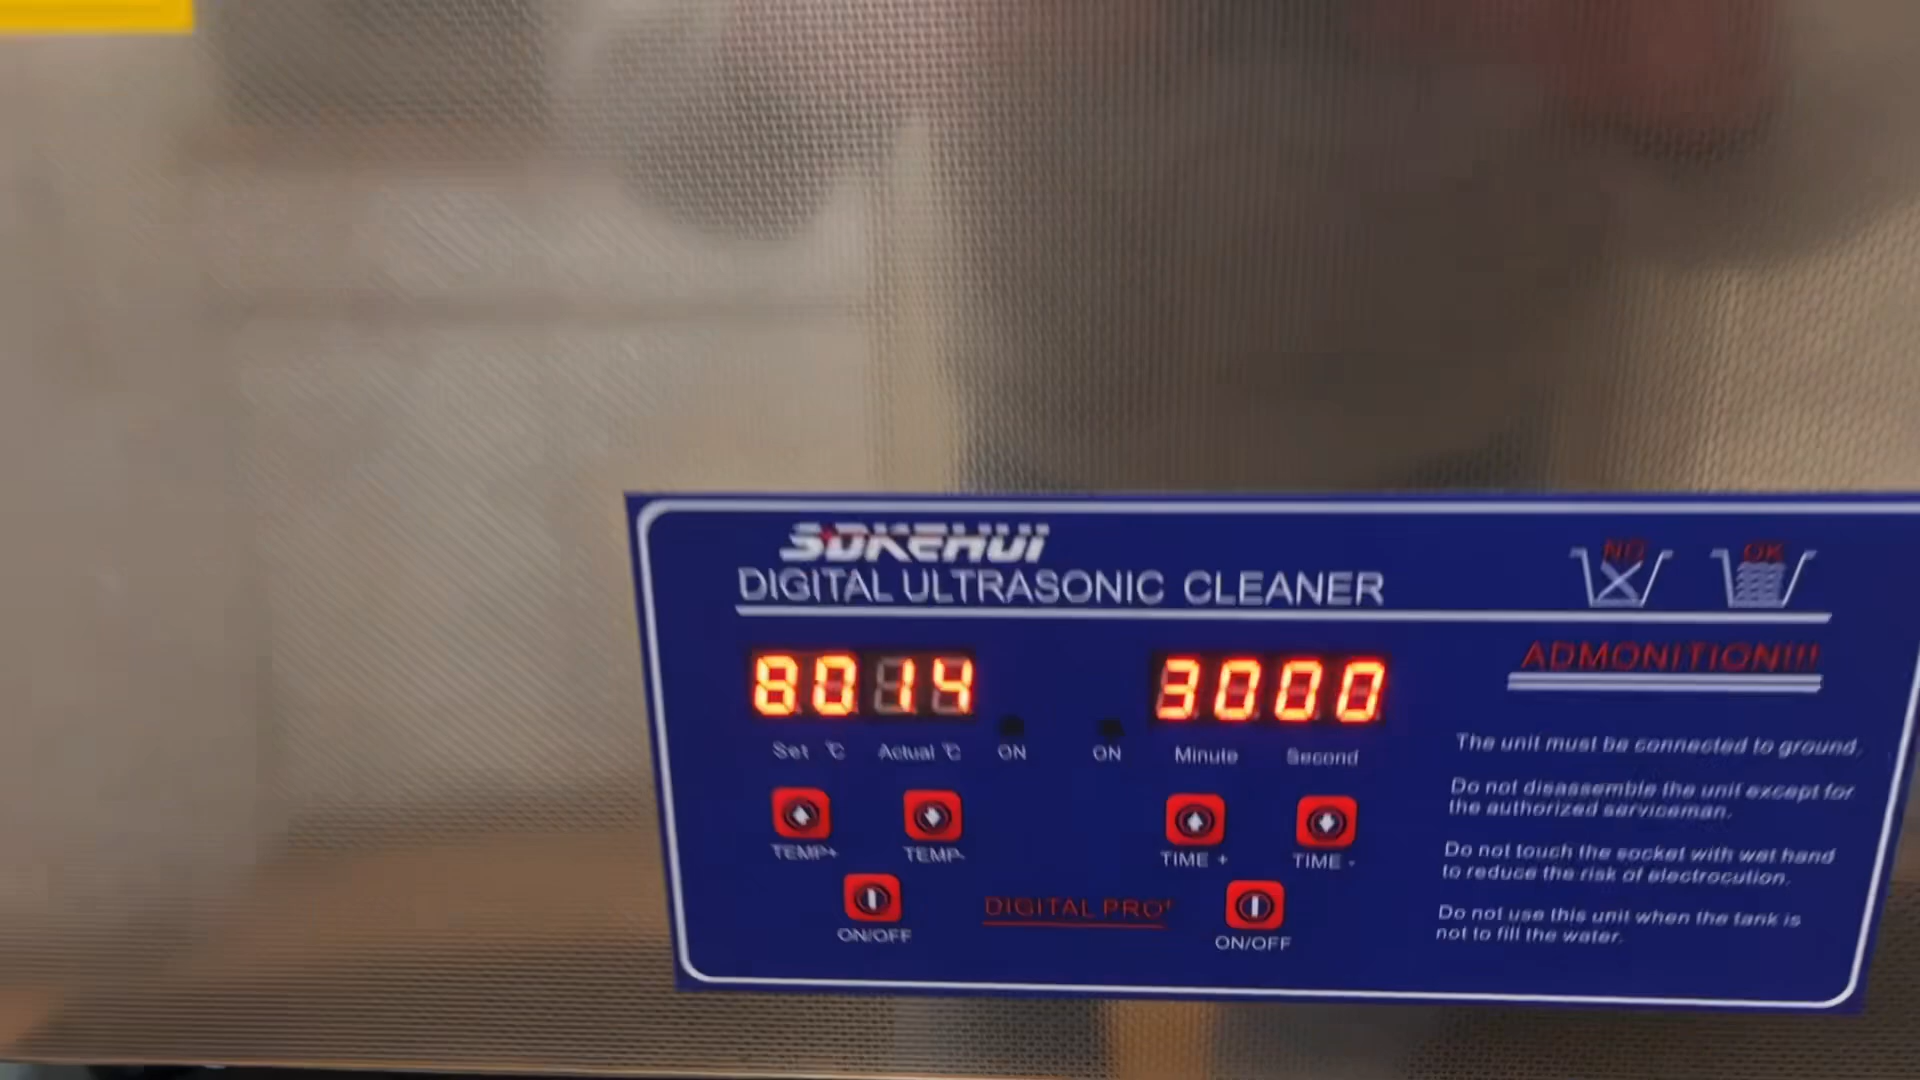 SDKEHUI
DIGITAL ULTRASONIC CLEANER
NO OK
8014 3000
ADMONITION!!!
Set ℃ Actual ℃ ON ON Minute Second
The unit must be connected to ground.
Do not disassemble the unit except for
the authorized serviceman.
TEMP+ TEMP- TIME + TIME -
Do not touch the socket with wet hand
to reduce the risk of electrocution.
DIGITAL PRO+
ON/OFF ON/OFF
Do not use this unit when the tank is
not to fill the water.